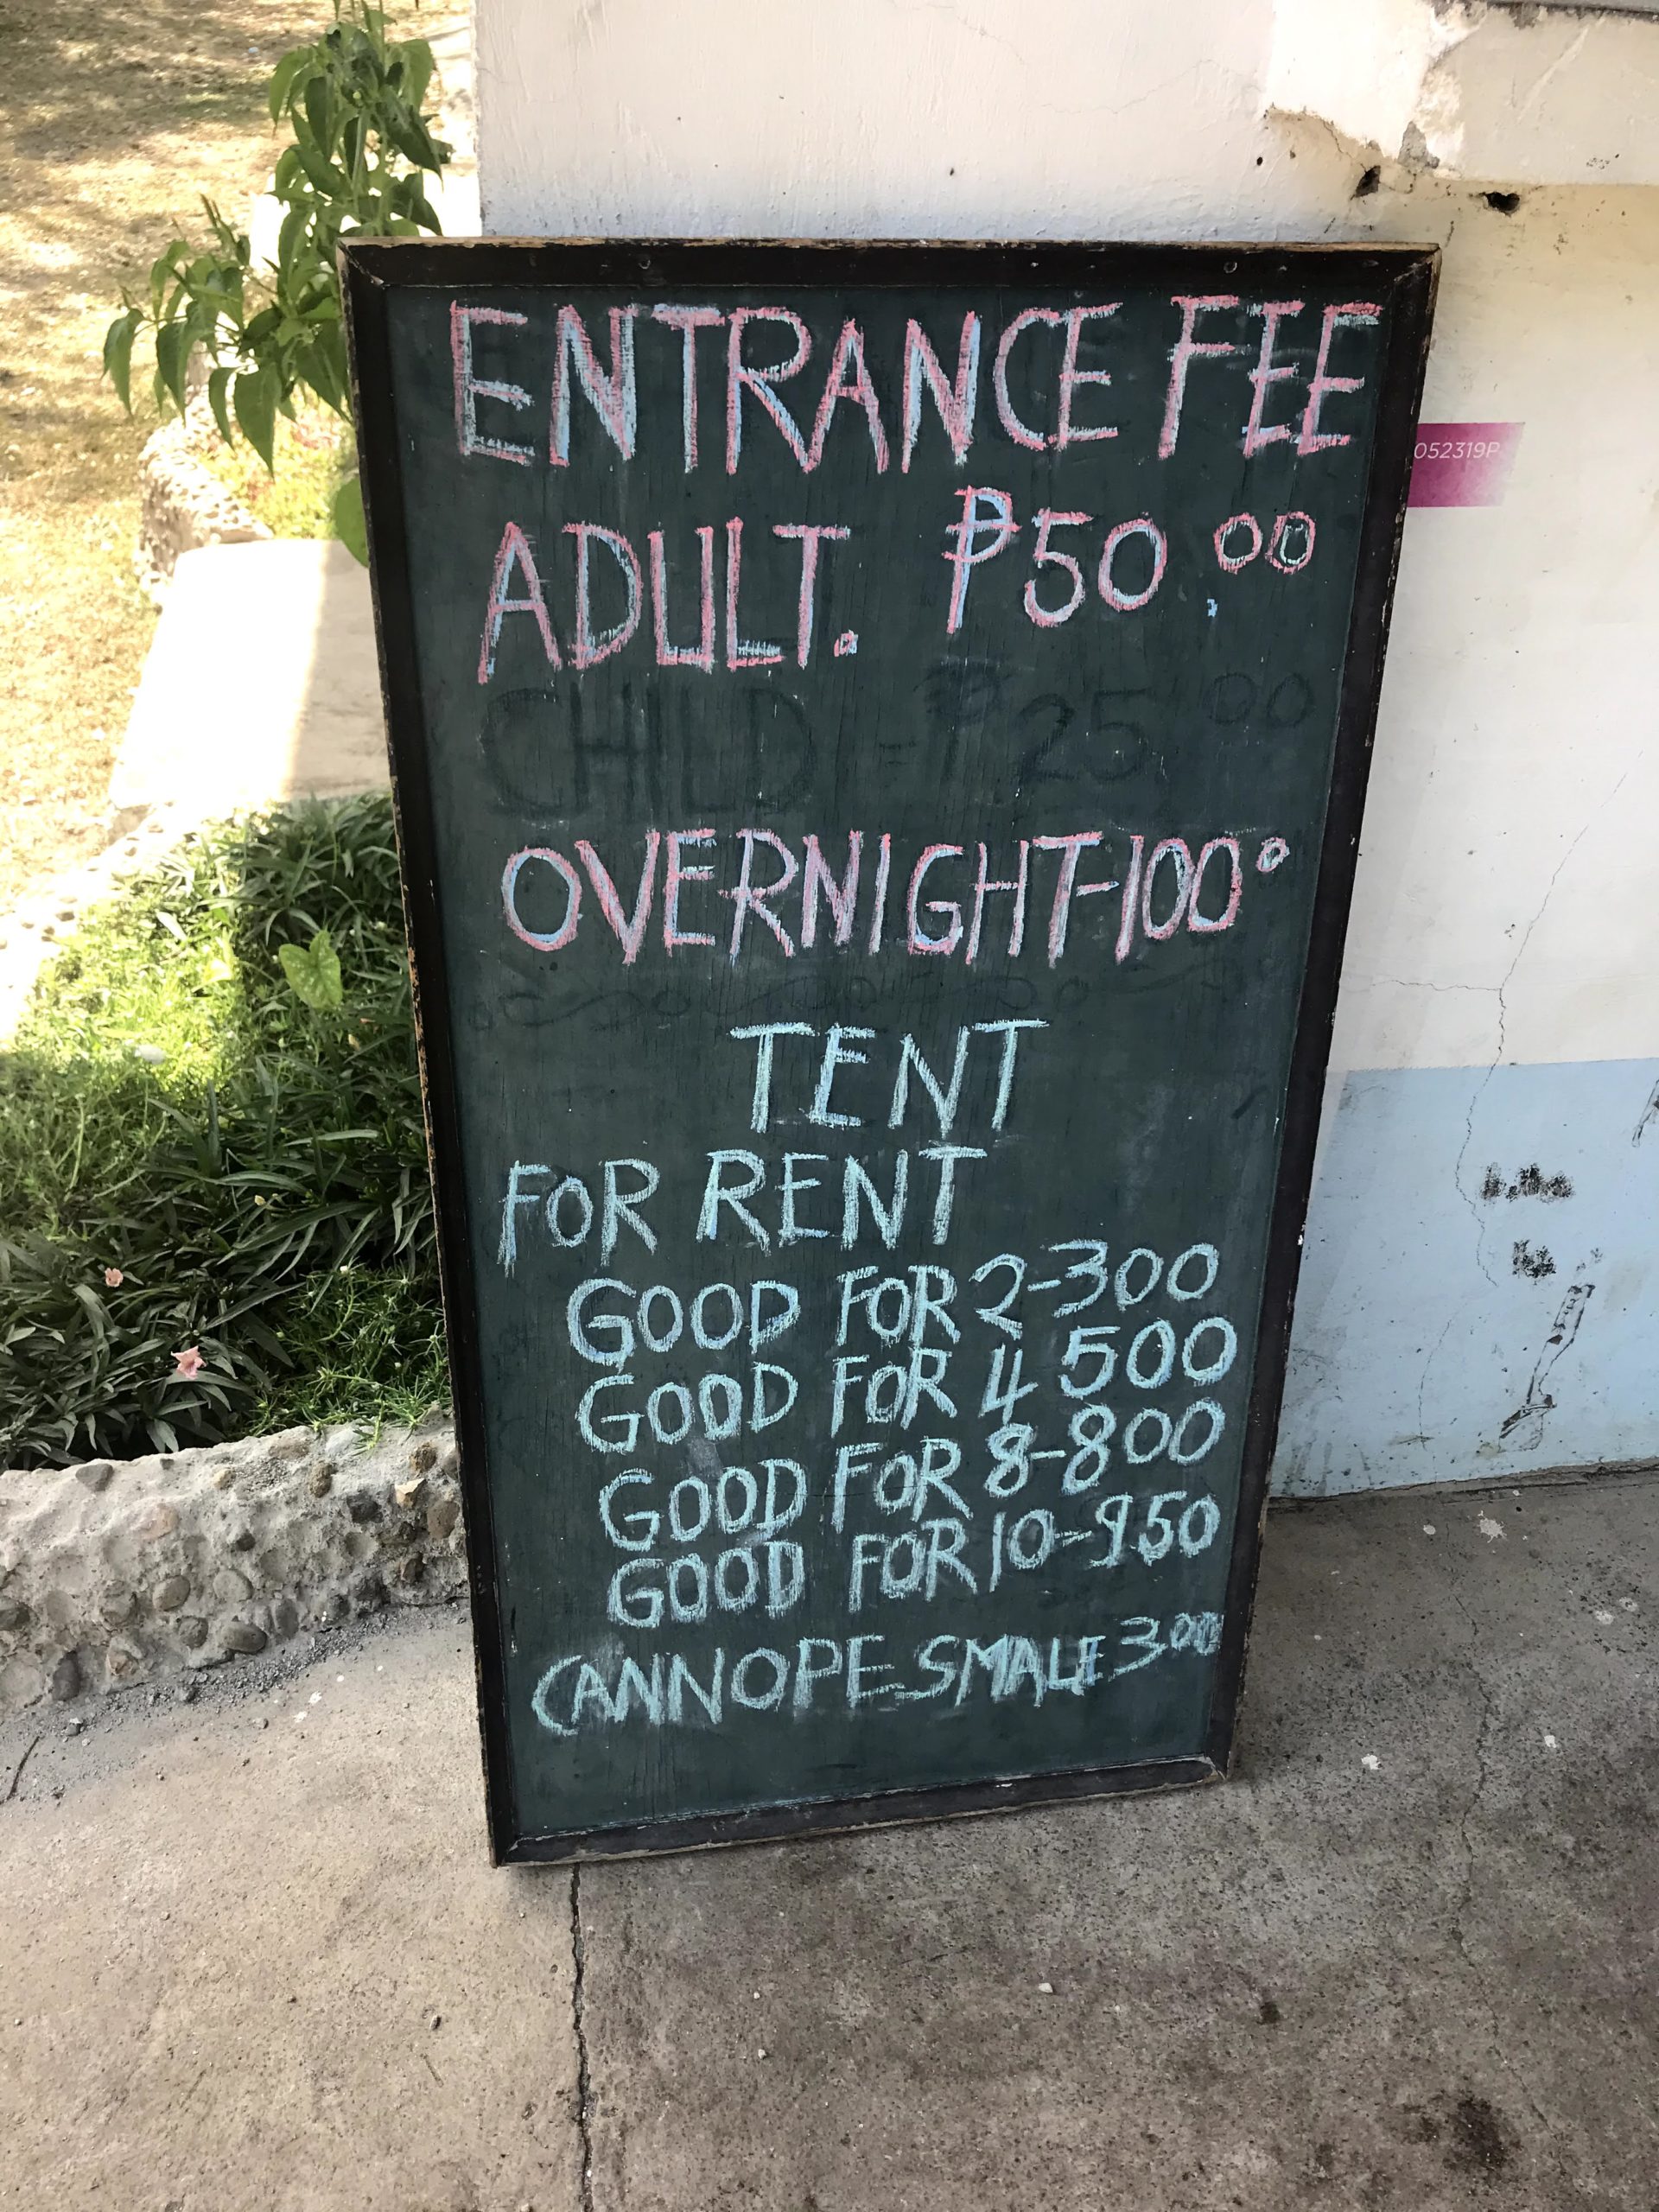 ENTRANCE FEE
ADULT. ₱50.00
CHILD - ₱25.00
OVERNIGHT-100°
TENT
FOR RENT
GOOD FOR 2-300
GOOD FOR 4 500
GOOD FOR 8-800
GOOD FOR 10-950
CANNOPE SMALL 300
052319P